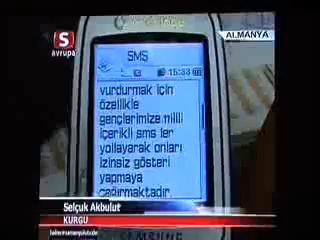 S
avrupa
ALMANYA
SMS
15:33
vurdurmak için
özellikle
gençlerimize milli
içerikli sms ler
yollayarak onları
izinsiz gösteri
yapmaya
çağırmaktadır.
Selçuk Akbulut
KURGU
SAMSUNG